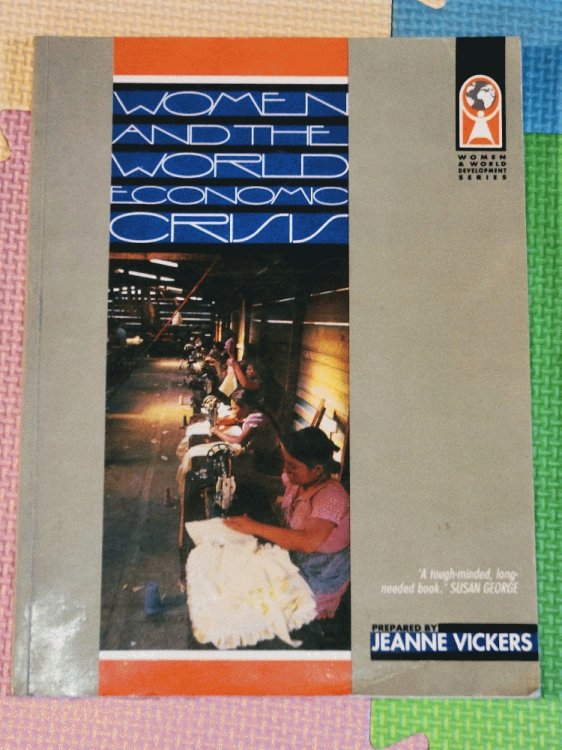 WOMEN
AND THE
WORLD
ECONOMIC
CRISIS
WOMEN
& WORLD
DEVELOPMENT
SERIES
'A tough-minded, long-
needed book.' SUSAN GEORGE
PREPARED BY
JEANNE VICKERS